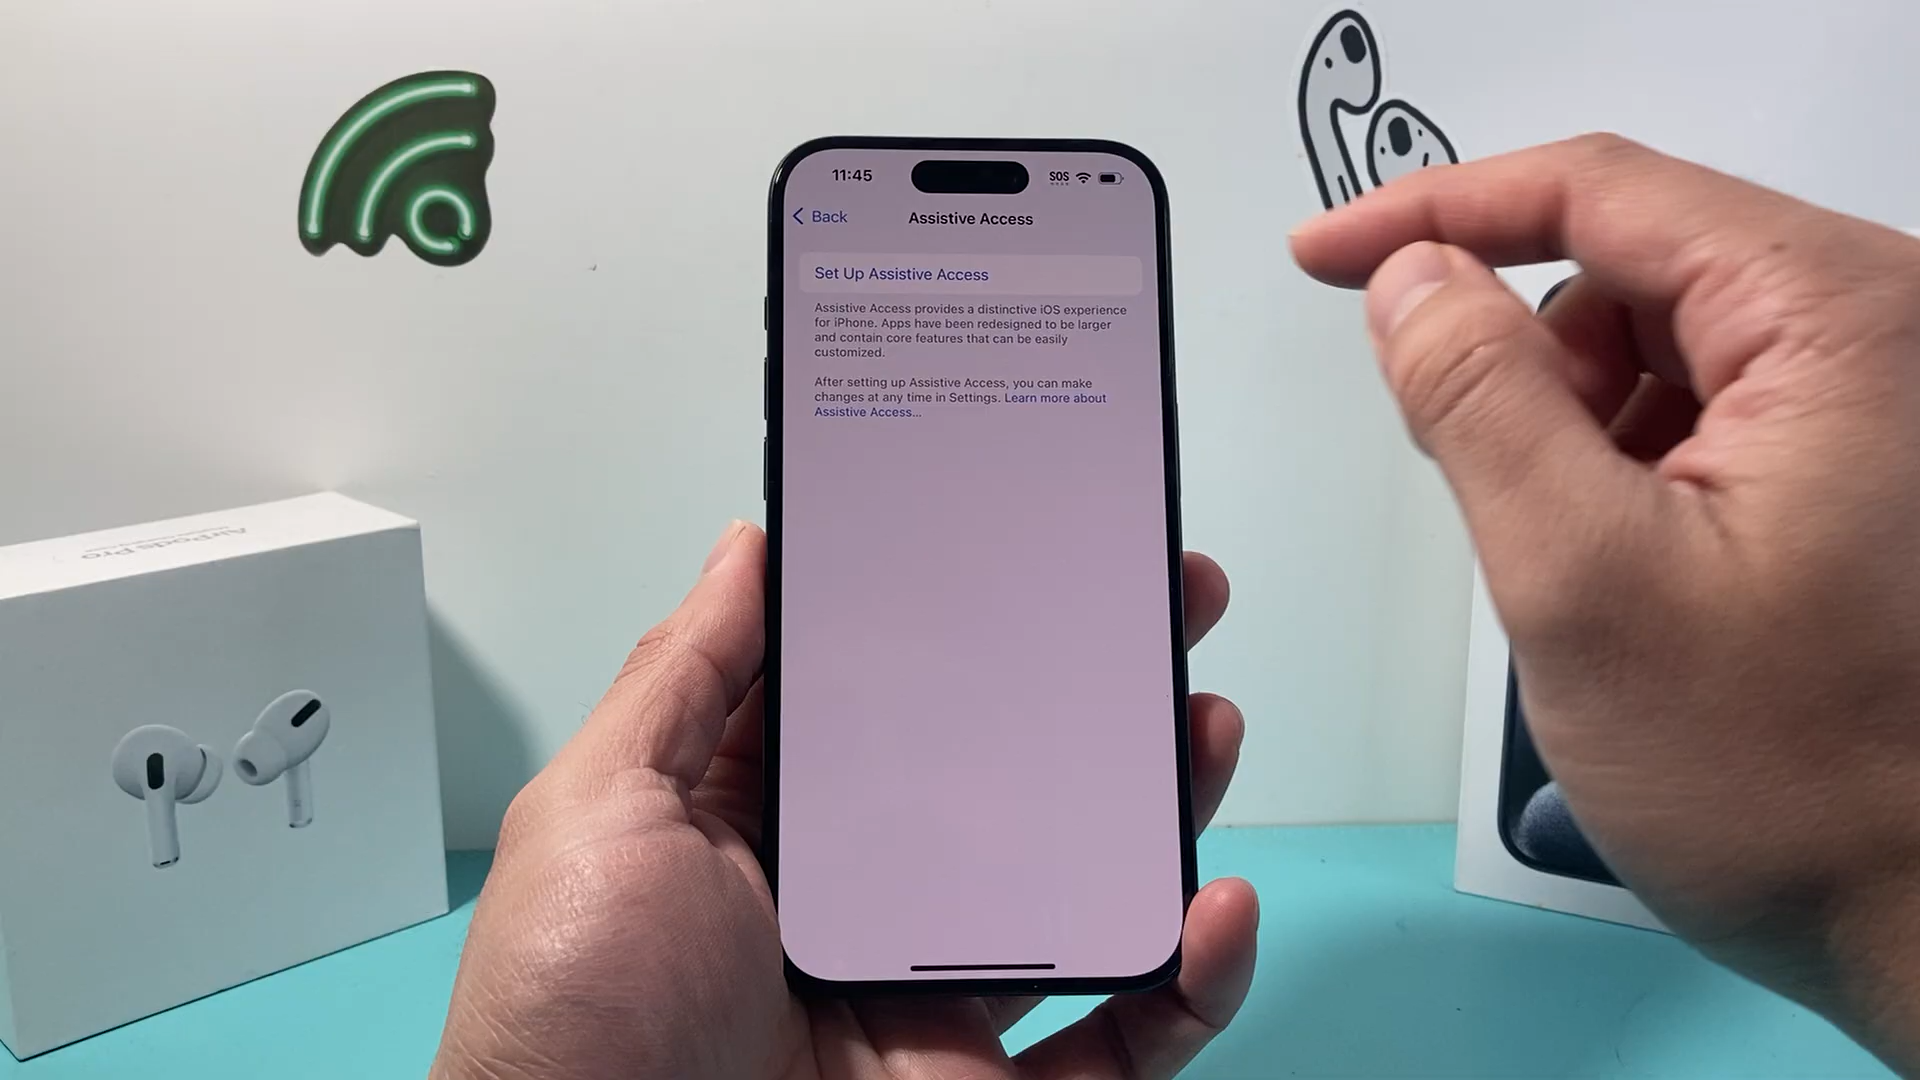 11:45
SOS
Back
Assistive Access
Set Up Assistive Access
Assistive Access provides a distinctive iOS experience
for iPhone. Apps have been redesigned to be larger
and contain core features that can be easily
customized.
After setting up Assistive Access, you can make
changes at any time in Settings. Learn more about
Assistive Access...
AirPods Pro